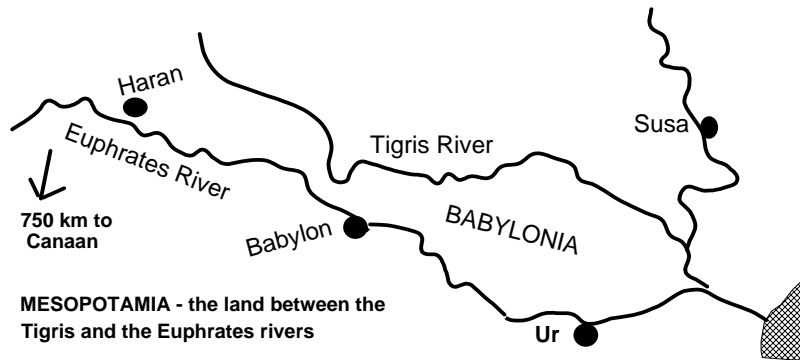 Haran
Susa
Tigris River
Euphrates River
750 km to
Canaan
BABYLONIA
Babylon
MESOPOTAMIA - the land between the
Tigris and the Euphrates rivers
Ur